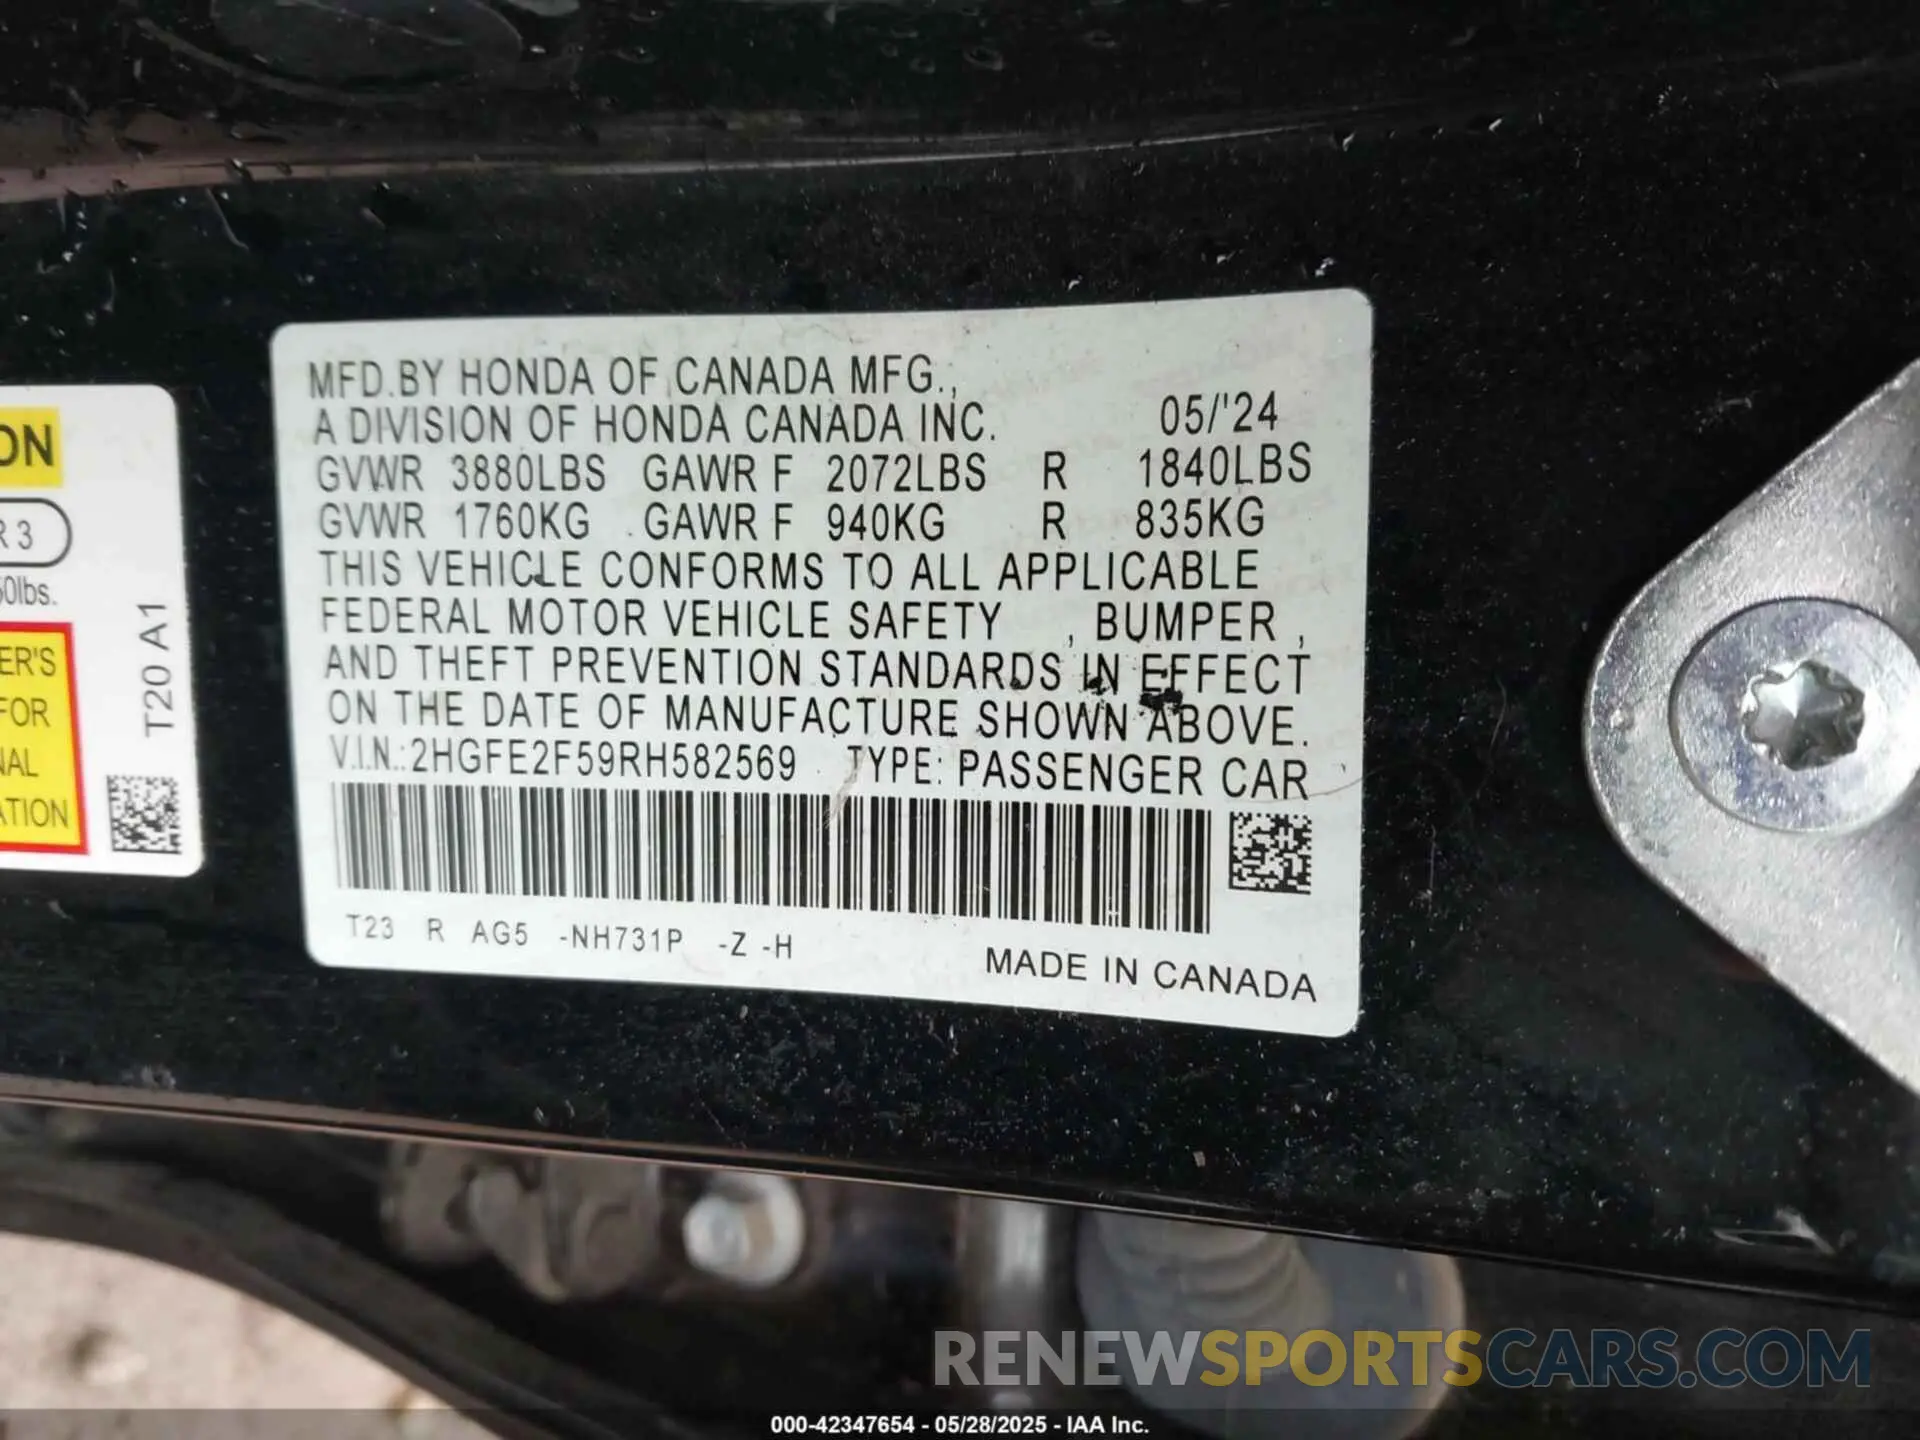 ON
R 3
50lbs.
ER'S
FOR
NAL
ATION
T20 A1
MFD.BY HONDA OF CANADA MFG.,
A DIVISION OF HONDA CANADA INC. 05/'24
GVWR 3880LBS GAWR F 2072LBS R 1840LBS
GVWR 1760KG GAWR F 940KG R 835KG
THIS VEHICLE CONFORMS TO ALL APPLICABLE
FEDERAL MOTOR VEHICLE SAFETY , BUMPER ,
AND THEFT PREVENTION STANDARDS IN EFFECT
ON THE DATE OF MANUFACTURE SHOWN ABOVE.
V.I.N.:2HGFE2F59RH582569 TYPE: PASSENGER CAR
T23 R AG5 -NH731P -Z -H
MADE IN CANADA
RENEWSPORTSCARS.COM
000-42347654 - 05/28/2025 - IAA Inc.